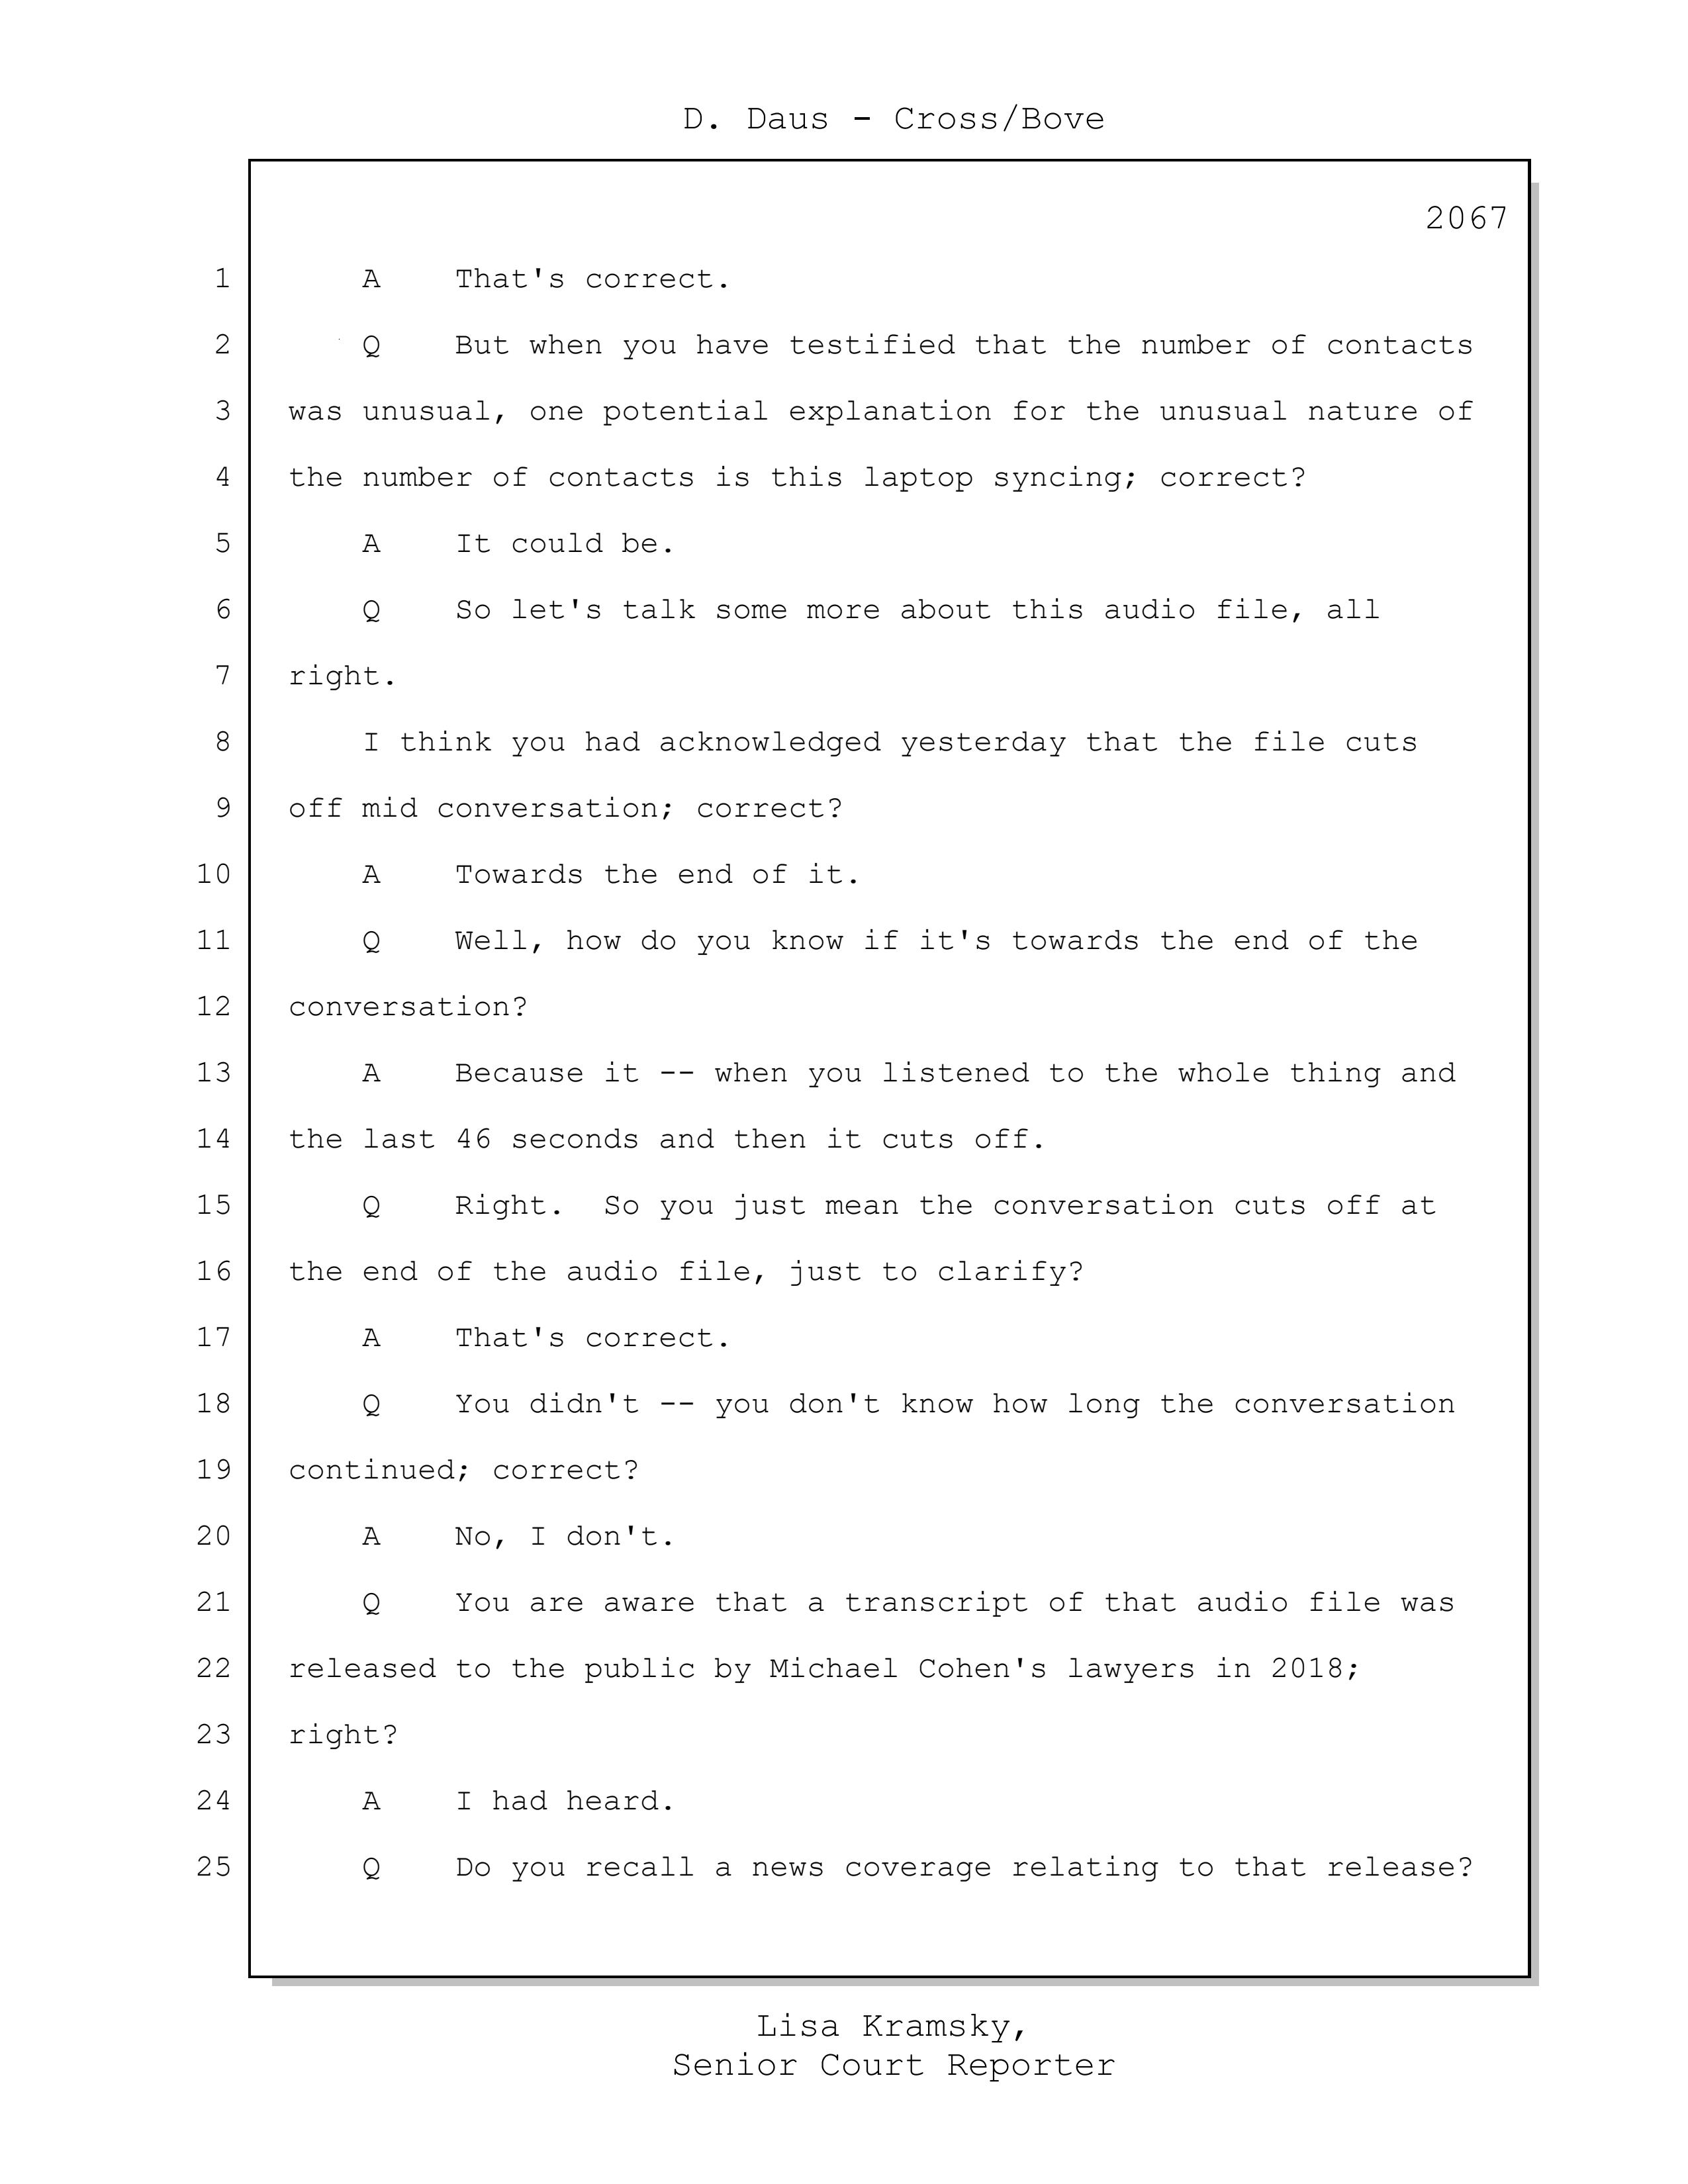 D. Daus - Cross/Bove
2067
1 A That's correct.
2 Q But when you have testified that the number of contacts
3 was unusual, one potential explanation for the unusual nature of
4 the number of contacts is this laptop syncing; correct?
5 A It could be.
6 Q So let's talk some more about this audio file, all
7 right.
8 I think you had acknowledged yesterday that the file cuts
9 off mid conversation; correct?
10 A Towards the end of it.
11 Q Well, how do you know if it's towards the end of the
12 conversation?
13 A Because it -- when you listened to the whole thing and
14 the last 46 seconds and then it cuts off.
15 Q Right. So you just mean the conversation cuts off at
16 the end of the audio file, just to clarify?
17 A That's correct.
18 Q You didn't -- you don't know how long the conversation
19 continued; correct?
20 A No, I don't.
21 Q You are aware that a transcript of that audio file was
22 released to the public by Michael Cohen's lawyers in 2018;
23 right?
24 A I had heard.
25 Q Do you recall a news coverage relating to that release?
Lisa Kramsky,
Senior Court Reporter